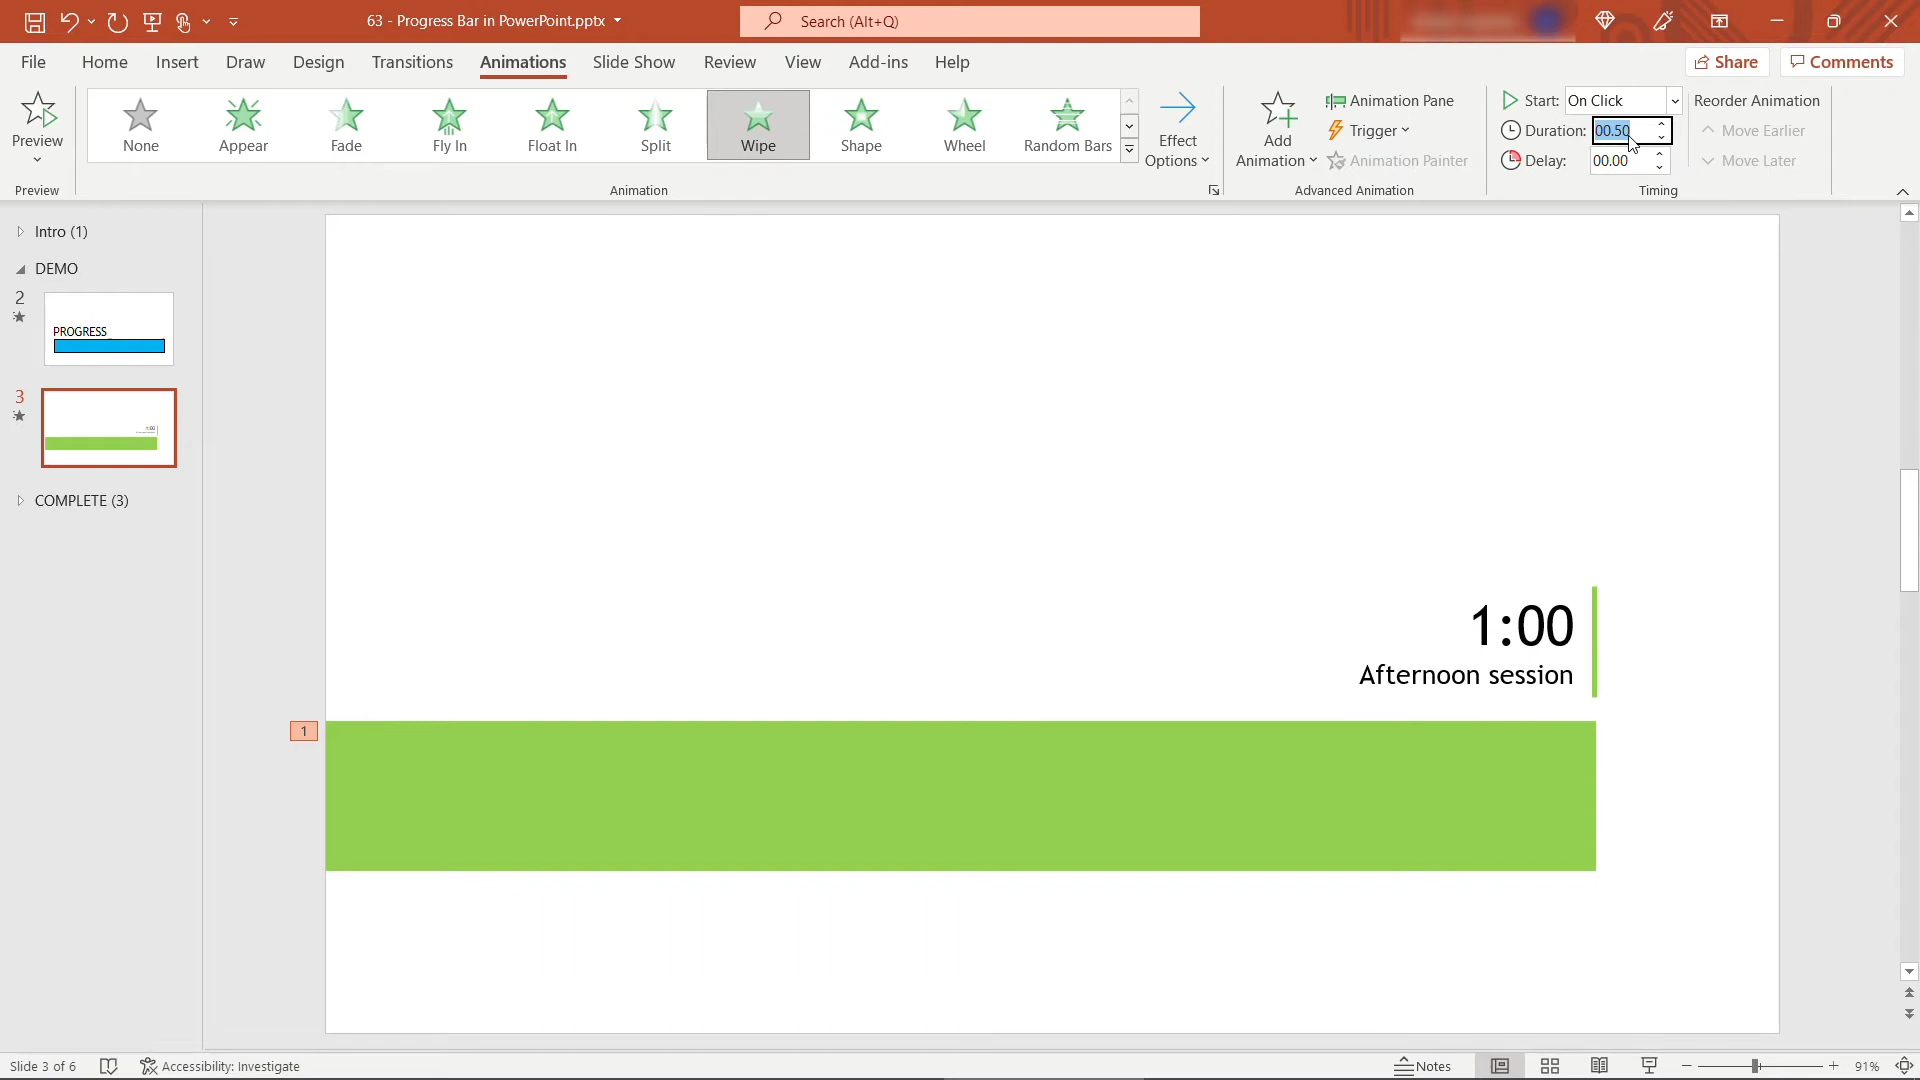 63 - Progress Bar in PowerPoint.pptx
Search (Alt+Q)
File Home Insert Draw Design Transitions Animations Slide Show Review View Add-ins Help
Share Comments
Preview
None Appear Fade Fly In Float In Split Wipe Shape Wheel Random Bars
Effect Options
Add Animation
Animation Pane
Trigger
Animation Painter
Start: On Click
Duration: 00.50
Delay: 00.00
Reorder Animation
Move Earlier
Move Later
Preview Animation Advanced Animation Timing
Intro (1)
DEMO
2
PROGRESS
3
1:00
COMPLETE (3)
1:00
Afternoon session
1
Slide 3 of 6 Accessibility: Investigate Notes 91%